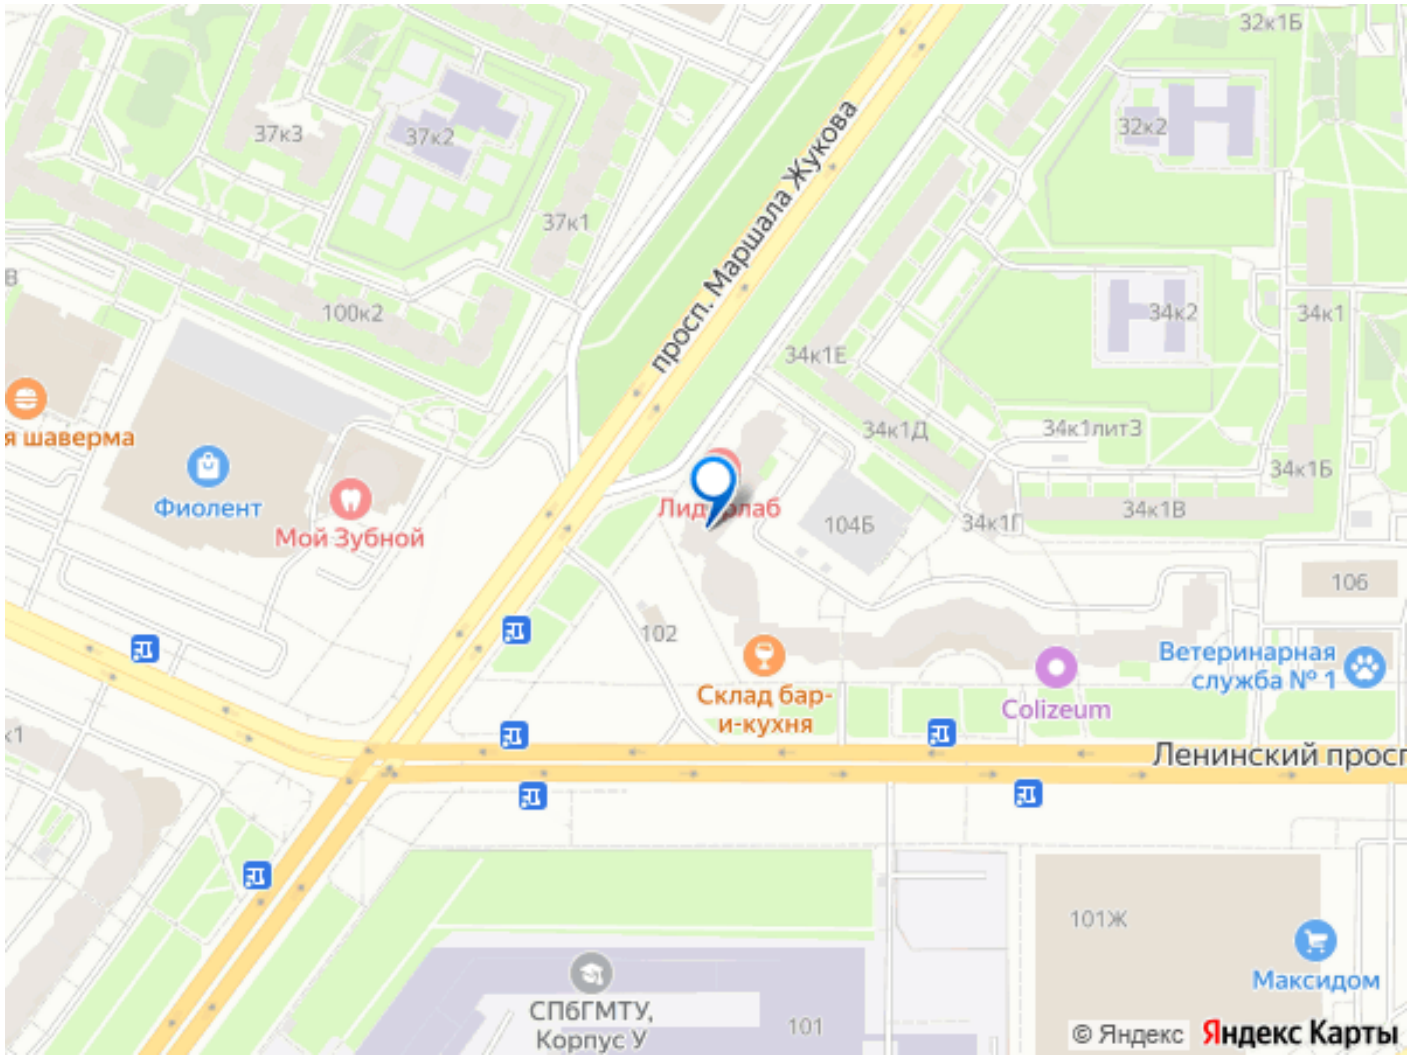 32к1Б
37к3
37к2
32к2
просп. Маршала Жукова
37к1
В
100к2
34к2
34к1
34к1Е
я шаверма
34к1Д
34к1литЗ
34к1Б
Фиолент
Мой Зубной
104Б
34к1Г
34к1В
106
102
Ветеринарная
служба № 1
Склад бар-
и-кухня
Colizeum
к1
Ленинский просп
101Ж
СПбГМТУ,
Корпус У
101
Максидом
© Яндекс Яндекс Карты